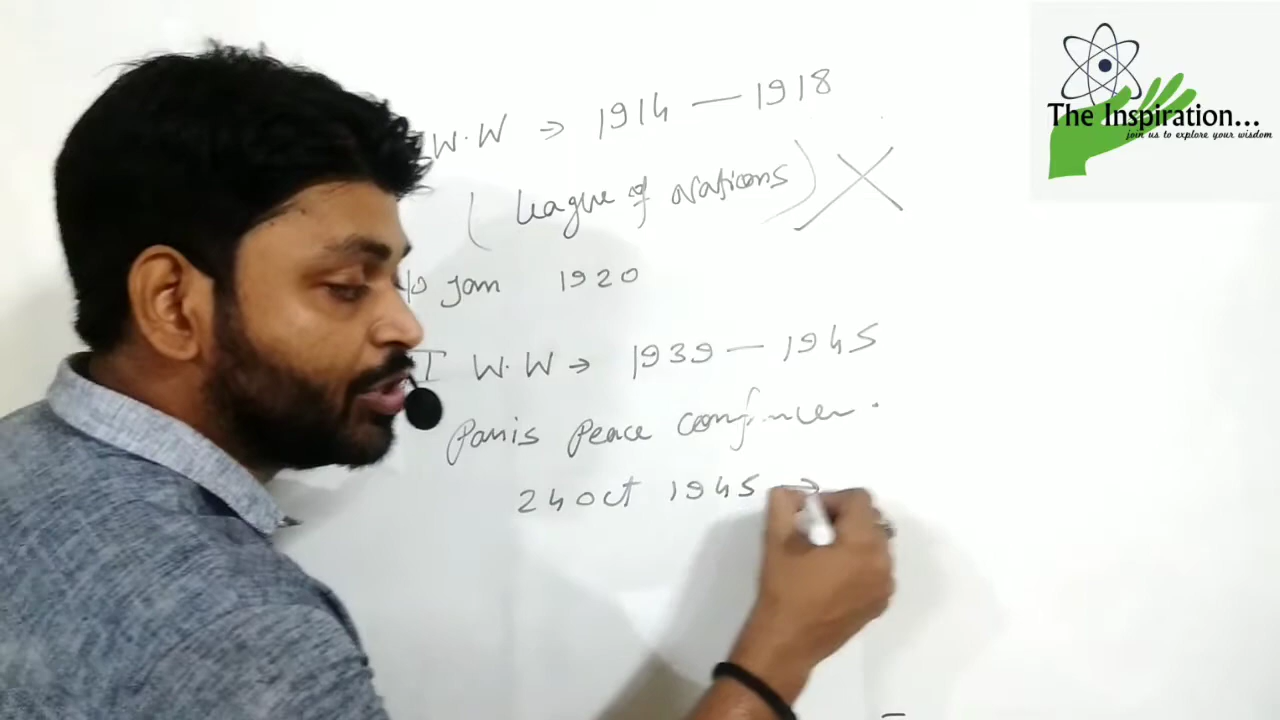 W.W → 1914 — 1918
(League of Nations) X
10 Jan 1920
I W.W → 1939 — 1945
Paris Peace
24 Oct 1945 →
The Inspiration...
join us to explore your wisdom